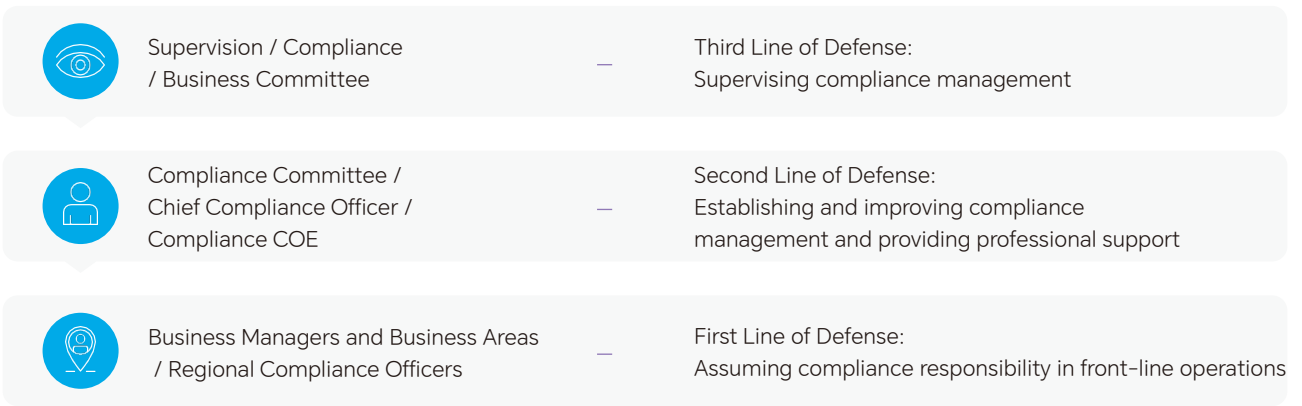 Supervision / Compliance
/ Business Committee
–
Third Line of Defense:
Supervising compliance management
Compliance Committee /
Chief Compliance Officer /
Compliance COE
–
Second Line of Defense:
Establishing and improving compliance
management and providing professional support
Business Managers and Business Areas
/ Regional Compliance Officers
–
First Line of Defense:
Assuming compliance responsibility in front-line operations